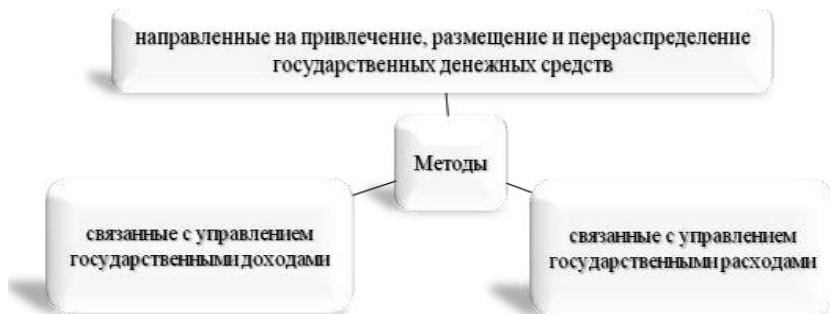 направленные на привлечение, размещение и перераспределение
государственных денежных средств
Методы
связанные с управлением
государственными доходами
связанные с управлением
государственными расходами